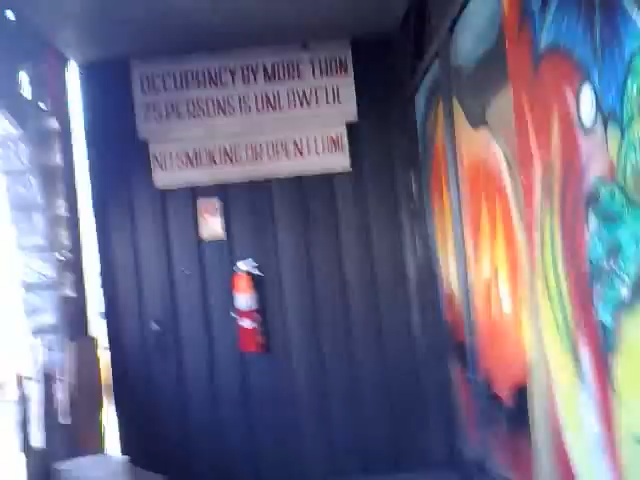 OCCUPANCY BY MORE THAN
75 PERSONS IS UNLAWFUL
NO SMOKING OR OPEN FLAME